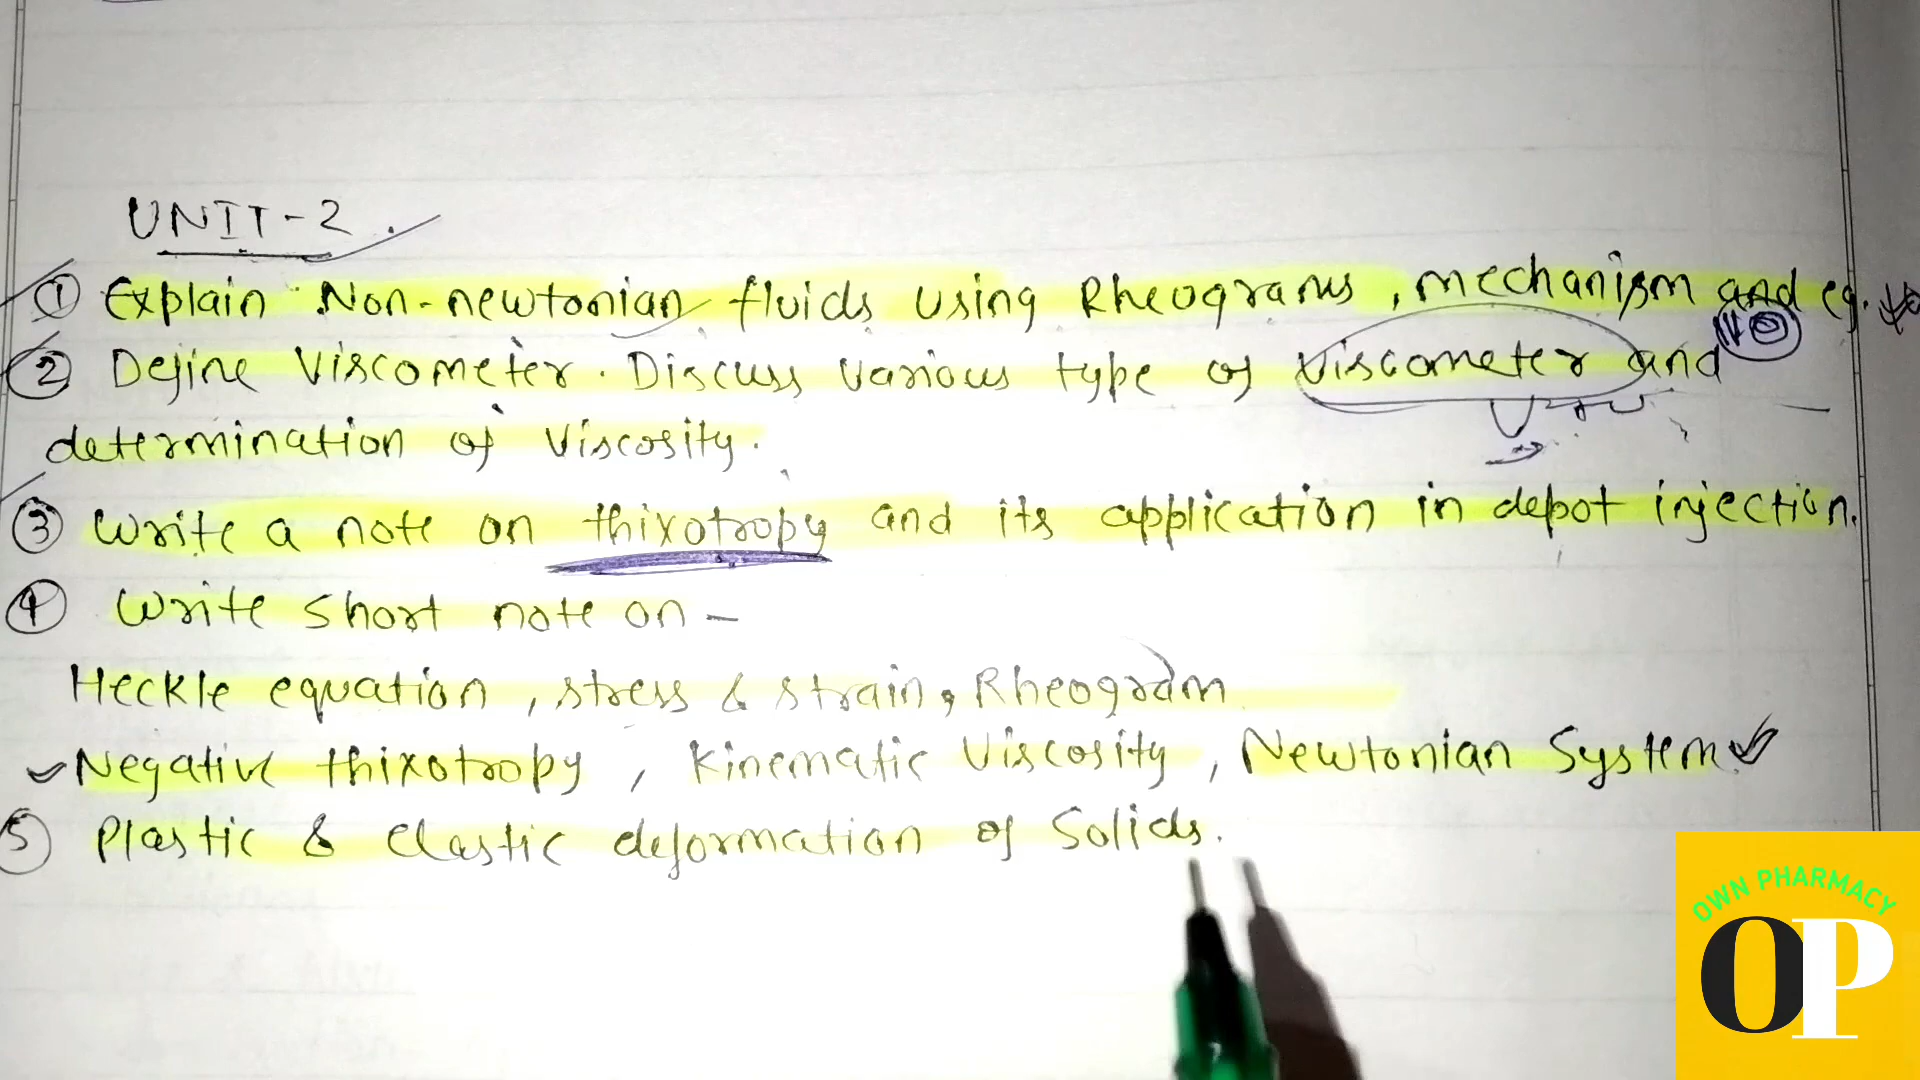 UNIT-2.
① Explain Non-newtonian fluids using Rheograms, mechanism and eg.
② Define Viscometer. Discuss various type of viscometer and
determination of viscosity.
③ Write a note on thixotropy and its application in depot injection.
④ Write short note on -
Heckle equation, stress & strain, Rheogram
Negative thixotropy, Kinematic Viscosity, Newtonian System
⑤ Plastic & Elastic deformation of Solids.
OWN PHARMACY
OP